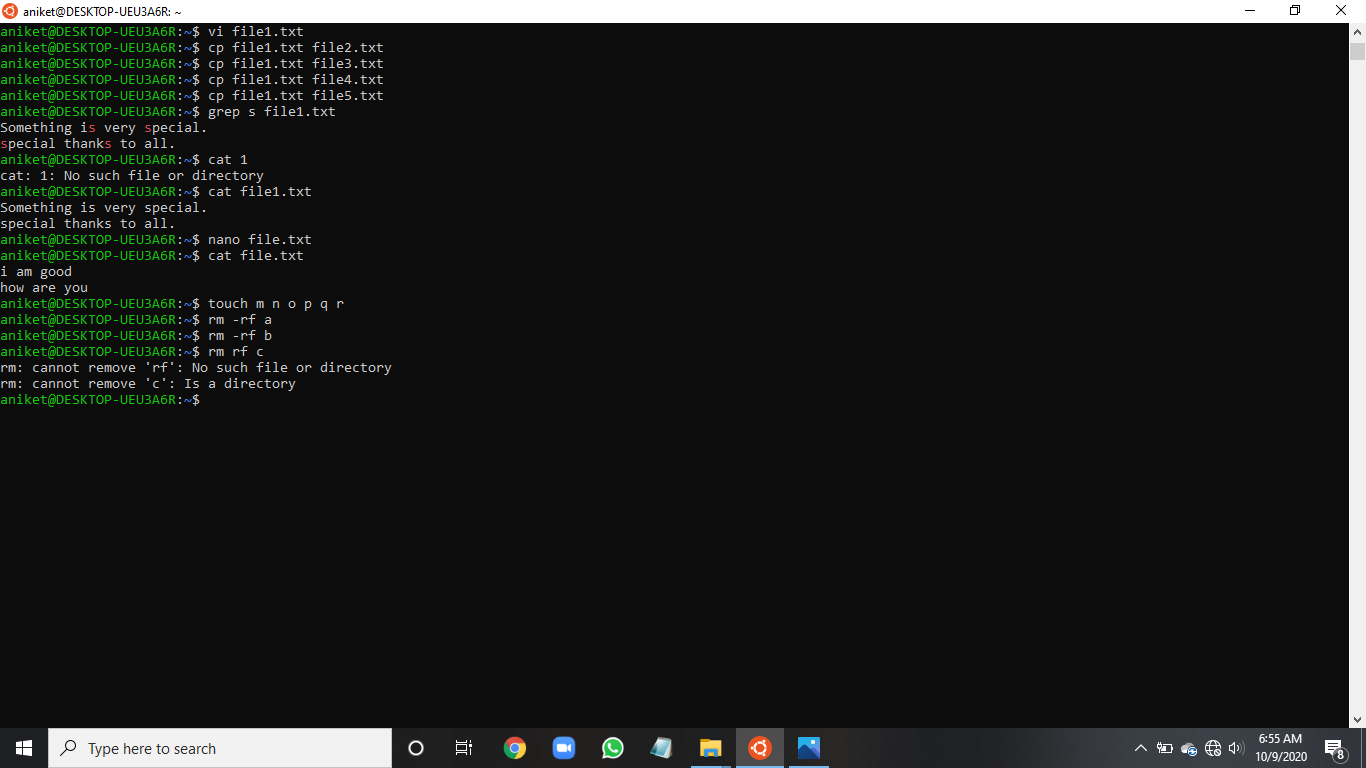 aniket@DESKTOP-UEU3A6R: ~
aniket@DESKTOP-UEU3A6R:~$ vi file1.txt
aniket@DESKTOP-UEU3A6R:~$ cp file1.txt file2.txt
aniket@DESKTOP-UEU3A6R:~$ cp file1.txt file3.txt
aniket@DESKTOP-UEU3A6R:~$ cp file1.txt file4.txt
aniket@DESKTOP-UEU3A6R:~$ cp file1.txt file5.txt
aniket@DESKTOP-UEU3A6R:~$ grep s file1.txt
Something is very special.
special thanks to all.
aniket@DESKTOP-UEU3A6R:~$ cat 1
cat: 1: No such file or directory
aniket@DESKTOP-UEU3A6R:~$ cat file1.txt
Something is very special.
special thanks to all.
aniket@DESKTOP-UEU3A6R:~$ nano file.txt
aniket@DESKTOP-UEU3A6R:~$ cat file.txt
i am good
how are you
aniket@DESKTOP-UEU3A6R:~$ touch m n o p q r
aniket@DESKTOP-UEU3A6R:~$ rm -rf a
aniket@DESKTOP-UEU3A6R:~$ rm -rf b
aniket@DESKTOP-UEU3A6R:~$ rm rf c
rm: cannot remove 'rf': No such file or directory
rm: cannot remove 'c': Is a directory
aniket@DESKTOP-UEU3A6R:~$
Type here to search
6:55 AM
10/9/2020
8